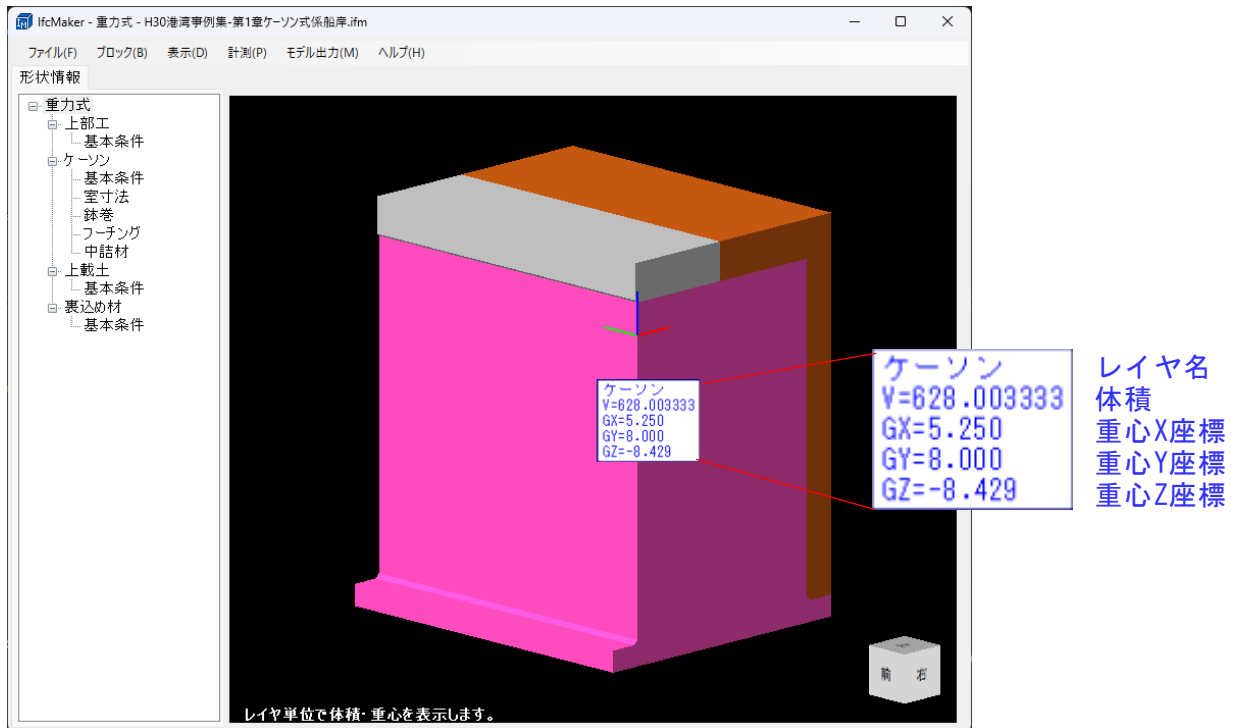 IfcMaker - 重力式 - H30港湾事例集-第1章ケーソン式係船岸.ifm
ファイル(F) ブロック(B) 表示(D) 計測(P) モデル出力(M) ヘルプ(H)
形状情報
重力式
上部工
基本条件
ケーソン
基本条件
室寸法
鉢巻
フーチング
中詰材
上載土
基本条件
裏込め材
基本条件
ケーソン
V=628.003333
GX=5.250
GY=8.000
GZ=-8.429
ケーソン
V=628.003333
GX=5.250
GY=8.000
GZ=-8.429
レイヤ名
体積
重心X座標
重心Y座標
重心Z座標
前 右
レイヤ単位で体積・重心を表示します。